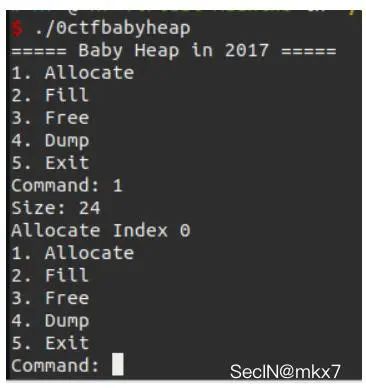 $ ./0ctfbabyheap
===== Baby Heap in 2017 =====
1. Allocate
2. Fill
3. Free
4. Dump
5. Exit
Command: 1
Size: 24
Allocate Index 0
1. Allocate
2. Fill
3. Free
4. Dump
5. Exit
Command:
SecIN@mkx7